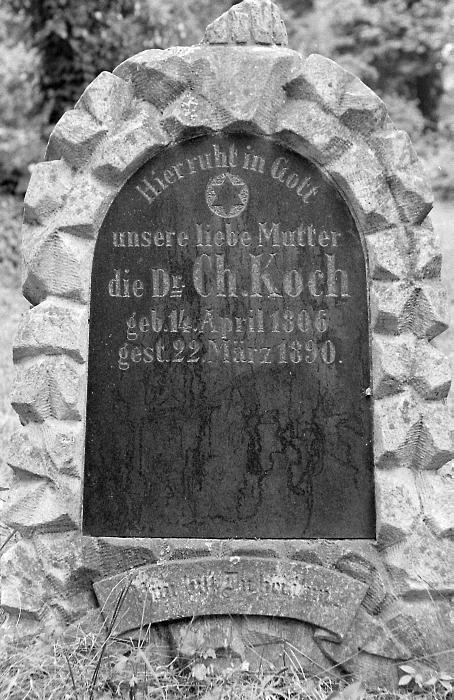 Hier ruht in Gott
unsere liebe Mutter
die Dr. Ch. Koch
geb. 14. April 1806
gest. 22. März 1890.